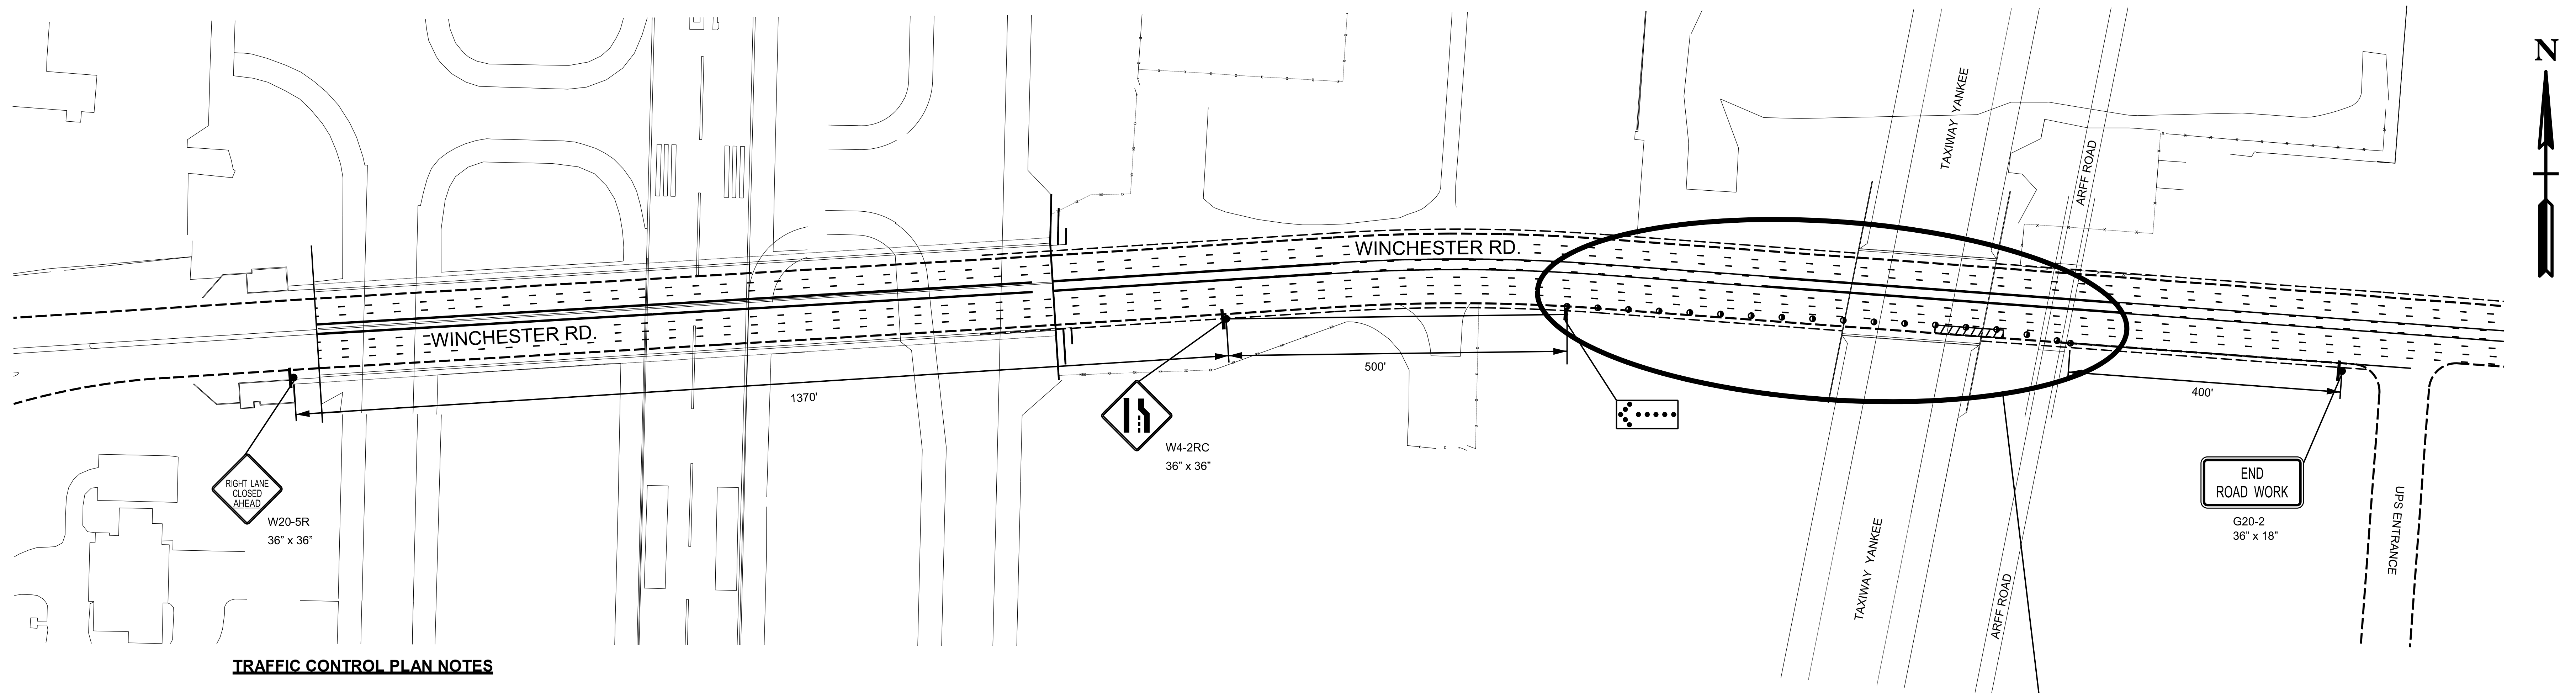 N
TAXIWAY YANKEE
ARFF ROAD
WINCHESTER RD.
WINCHESTER RD.
1370'
500'
400'
RIGHT LANE
CLOSED
AHEAD
W20-5R
36" x 36"
W4-2RC
36" x 36"
END
ROAD WORK
G20-2
36" x 18"
UPS ENTRANCE
TAXIWAY YANKEE
ARFF ROAD
TRAFFIC CONTROL PLAN NOTES